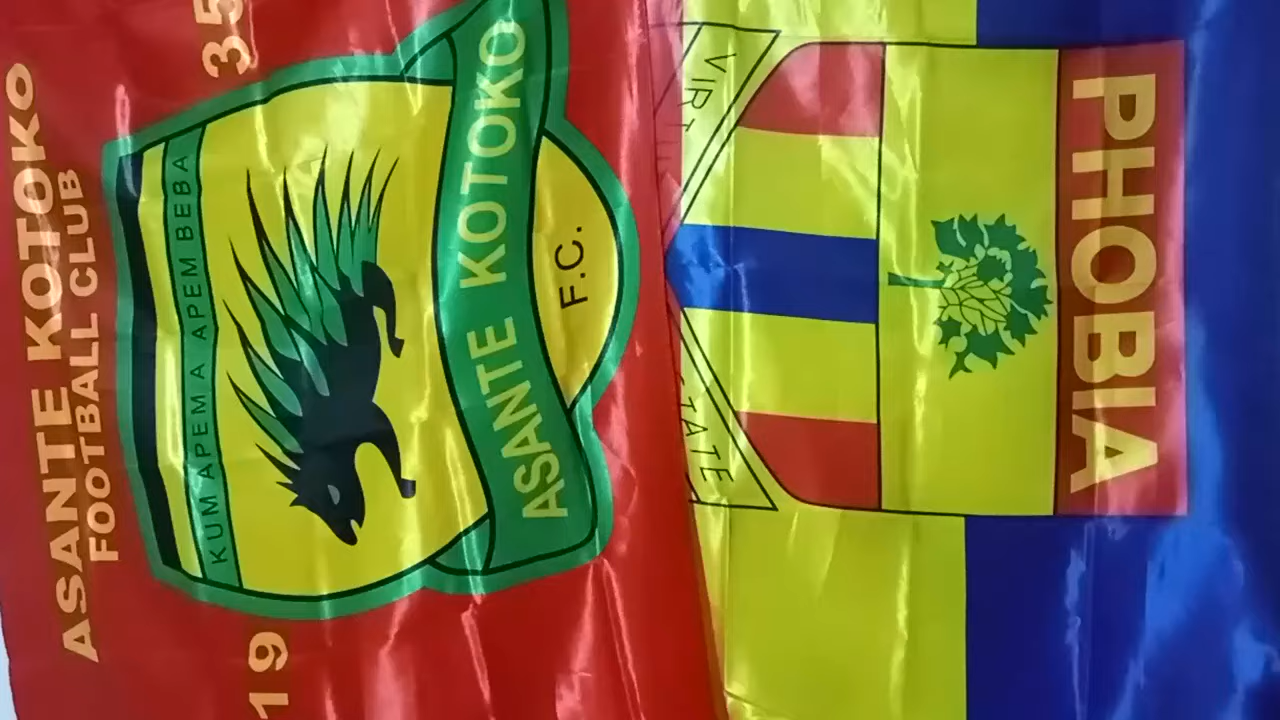 ASANTE KOTOKO
FOOTBALL CLUB
19 35
KUM APEM A APEM BEBA
ASANTE KOTOKO
F.C.
PHOBIA